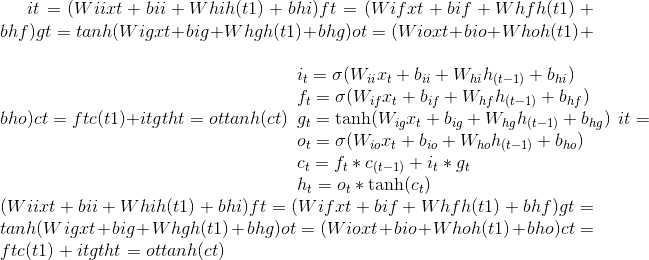 it = (Wiixt + bii + Whih(t1) + bhi)ft = (Wifxt + bif + Whfh(t1) +
bhf)gt = tanh(Wigxt+big+Whgh(t1)+bhg)ot = (Wioxt+bio+Whoh(t1)+
i_t = σ(W_{ii}x_t + b_{ii} + W_{hi}h_{(t−1)} + b_{hi})
f_t = σ(W_{if}x_t + b_{if} + W_{hf}h_{(t−1)} + b_{hf})
bho)ct = ftc(t1)+itgtht = ottanh(ct) g_t = tanh(W_{ig}x_t + b_{ig} + W_{hg}h_{(t−1)} + b_{hg}) it =
o_t = σ(W_{io}x_t + b_{io} + W_{ho}h_{(t−1)} + b_{ho})
c_t = f_t * c_{(t−1)} + i_t * g_t
h_t = o_t * tanh(c_t)
(Wiixt + bii + Whih(t1) + bhi)ft = (Wifxt + bif + Whfh(t1) + bhf)gt =
tanh(Wigxt+big+Whgh(t1)+bhg)ot = (Wioxt+bio+Whoh(t1)+bho)ct =
ftc(t1) + itgtht = ottanh(ct)